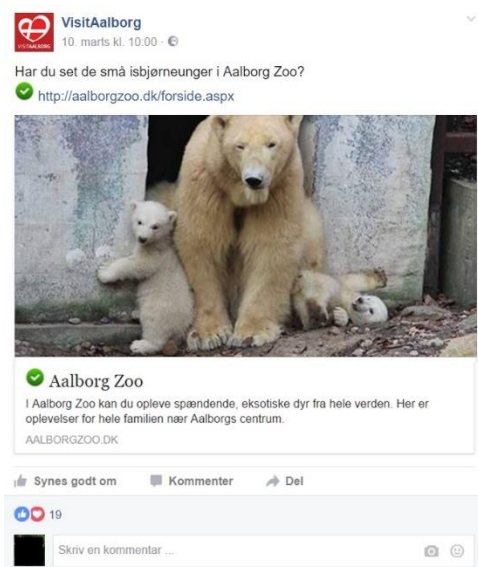 VisitAalborg
VISITAALBORG
10. marts kl. 10:00 ·
Har du set de små isbjørneunger i Aalborg Zoo?
http://aalborgzoo.dk/forside.aspx
Aalborg Zoo
I Aalborg Zoo kan du opleve spændende, eksotiske dyr fra hele verden. Her er
oplevelser for hele familien nær Aalborgs centrum.
AALBORGZOO.DK
Synes godt om Kommenter Del
19
Skriv en kommentar ...